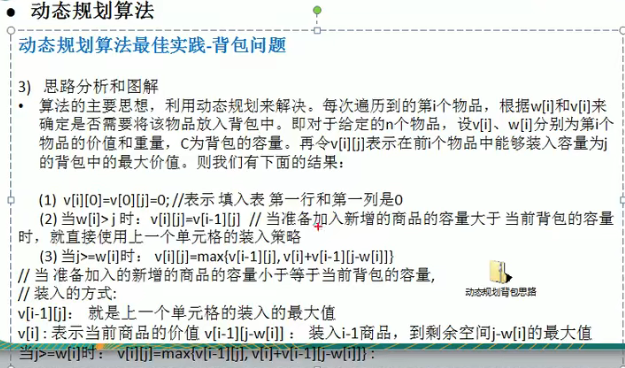 ● 动态规划算法
动态规划算法最佳实践-背包问题
3) 思路分析和图解
• 算法的主要思想，利用动态规划来解决。每次遍历到的第i个物品，根据w[i]和v[i]来
确定是否需要将该物品放入背包中。即对于给定的n个物品，设v[i]、w[i]分别为第i个
物品的价值和重量，C为背包的容量。再令v[i][j]表示在前i个物品中能够装入容量为j
的背包中的最大价值。则我们有下面的结果：
(1) v[i][0]=v[0][j]=0; //表示 填入表 第一行和第一列是0
(2) 当w[i]> j 时：v[i][j]=v[i-1][j] // 当准备加入新增的商品的容量大于 当前背包的容量
时，就直接使用上一个单元格的装入策略
(3) 当j>=w[i]时： v[i][j]=max{v[i-1][j], v[i]+v[i-1][j-w[i]]}
// 当 准备加入的新增的商品的容量小于等于当前背包的容量,
// 装入的方式:
动态规划背包思路
v[i-1][j]： 就是上一个单元格的装入的最大值
v[i] : 表示当前商品的价值 v[i-1][j-w[i]] ： 装入i-1商品，到剩余空间j-w[i]的最大值
当j>=w[i]时： v[i][j]=max{v[i-1][j], v[i]+v[i-1][j-w[i]]} :